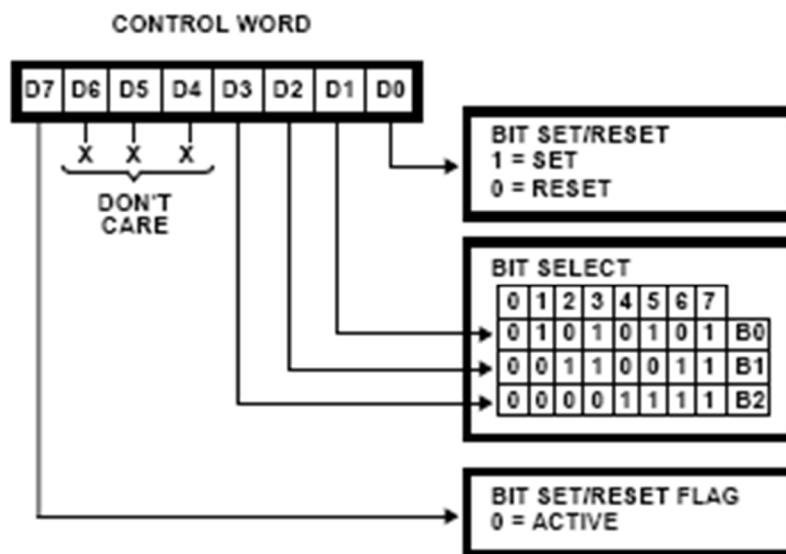 CONTROL WORD
D7 D6 D5 D4 D3 D2 D1 D0
X X X
DON'T
CARE
BIT SET/RESET
1 = SET
0 = RESET
BIT SELECT
0 1 2 3 4 5 6 7
0 1 0 1 0 1 0 1 B0
0 0 1 1 0 0 1 1 B1
0 0 0 0 1 1 1 1 B2
BIT SET/RESET FLAG
0 = ACTIVE